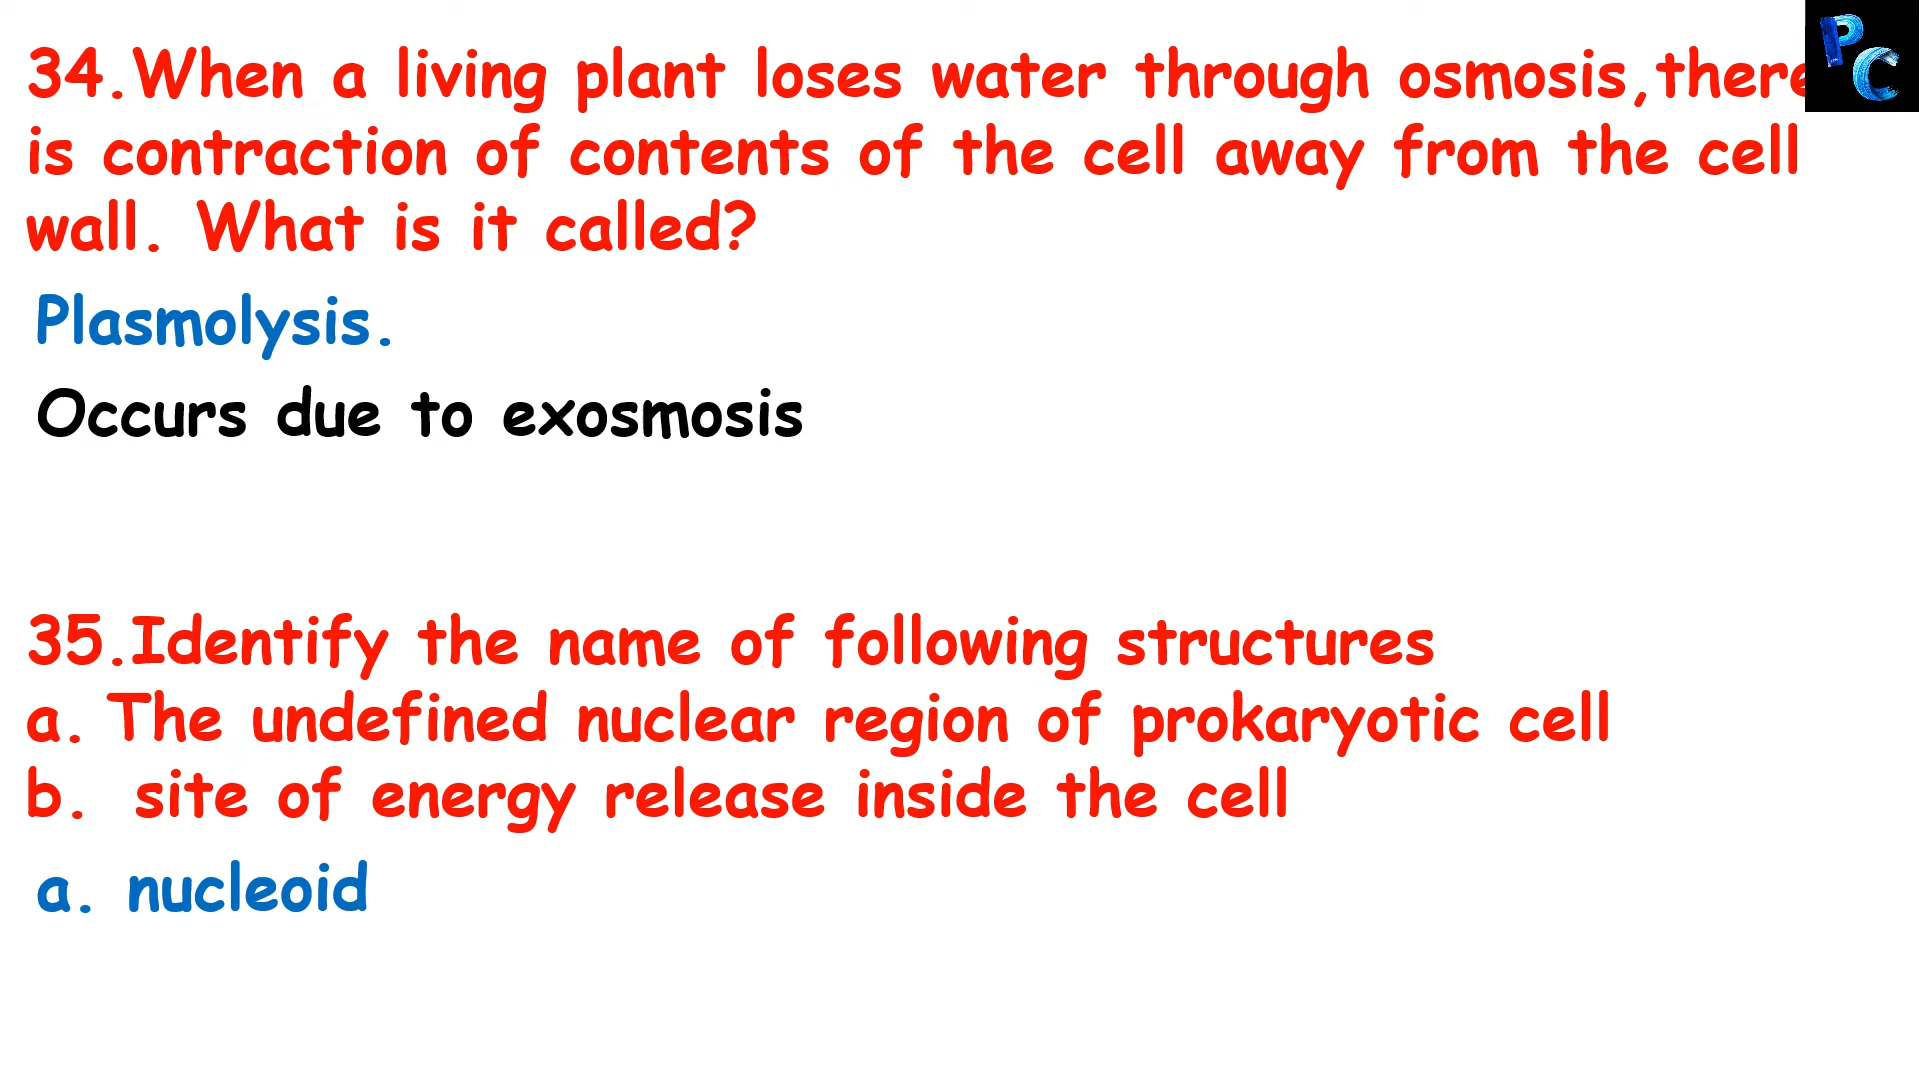 34.When a living plant loses water through osmosis,there
is contraction of contents of the cell away from the cell
wall. What is it called?
Plasmolysis.
Occurs due to exosmosis
35.Identify the name of following structures
a. The undefined nuclear region of prokaryotic cell
b. site of energy release inside the cell
a. nucleoid
PC